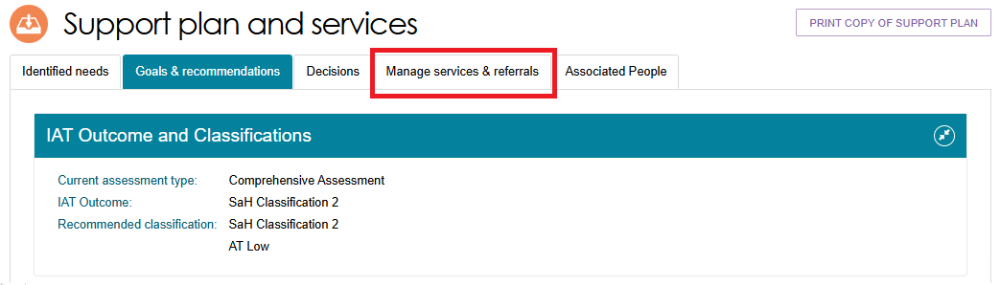 Support plan and services
PRINT COPY OF SUPPORT PLAN
Identified needs
Goals & recommendations
Decisions
Manage services & referrals
Associated People
IAT Outcome and Classifications
Current assessment type: Comprehensive Assessment
IAT Outcome: SaH Classification 2
Recommended classification: SaH Classification 2
AT Low